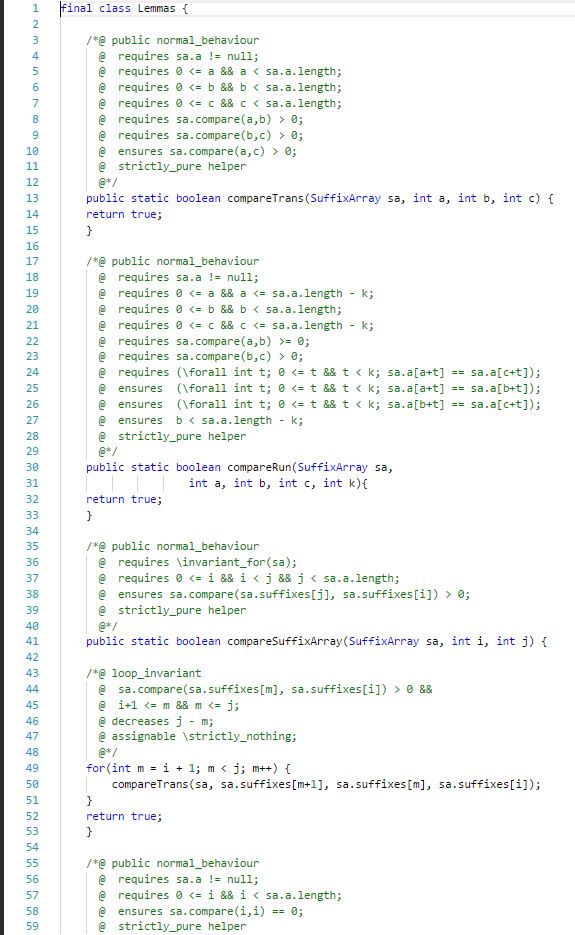 1 final class Lemmas {
2
3 /*@ public normal_behaviour
4 @ requires sa.a != null;
5 @ requires 0 <= a && a < sa.a.length;
6 @ requires 0 <= b && b < sa.a.length;
7 @ requires 0 <= c && c < sa.a.length;
8 @ requires sa.compare(a,b) > 0;
9 @ requires sa.compare(b,c) > 0;
10 @ ensures sa.compare(a,c) > 0;
11 @ strictly_pure helper
12 @*/
13 public static boolean compareTrans(SuffixArray sa, int a, int b, int c) {
14 return true;
15 }
16
17 /*@ public normal_behaviour
18 @ requires sa.a != null;
19 @ requires 0 <= a && a <= sa.a.length - k;
20 @ requires 0 <= b && b < sa.a.length;
21 @ requires 0 <= c && c <= sa.a.length - k;
22 @ requires sa.compare(a,b) >= 0;
23 @ requires sa.compare(b,c) > 0;
24 @ requires (\forall int t; 0 <= t && t < k; sa.a[a+t] == sa.a[c+t]);
25 @ ensures (\forall int t; 0 <= t && t < k; sa.a[a+t] == sa.a[b+t]);
26 @ ensures (\forall int t; 0 <= t && t < k; sa.a[b+t] == sa.a[c+t]);
27 @ ensures b < sa.a.length - k;
28 @ strictly_pure helper
29 @*/
30 public static boolean compareRun(SuffixArray sa,
31 int a, int b, int c, int k){
32 return true;
33 }
34
35 /*@ public normal_behaviour
36 @ requires \invariant_for(sa);
37 @ requires 0 <= i && i < j && j < sa.a.length;
38 @ ensures sa.compare(sa.suffixes[j], sa.suffixes[i]) > 0;
39 @ strictly_pure helper
40 @*/
41 public static boolean compareSuffixArray(SuffixArray sa, int i, int j) {
42
43 /*@ loop_invariant
44 @ sa.compare(sa.suffixes[m], sa.suffixes[i]) > 0 &&
45 @ i+1 <= m && m <= j;
46 @ decreases j - m;
47 @ assignable \strictly_nothing;
48 @*/
49 for(int m = i + 1; m < j; m++) {
50 compareTrans(sa, sa.suffixes[m+1], sa.suffixes[m], sa.suffixes[i]);
51 }
52 return true;
53 }
54
55 /*@ public normal_behaviour
56 @ requires sa.a != null;
57 @ requires 0 <= i && i < sa.a.length;
58 @ ensures sa.compare(i,i) == 0;
59 @ strictly_pure helper